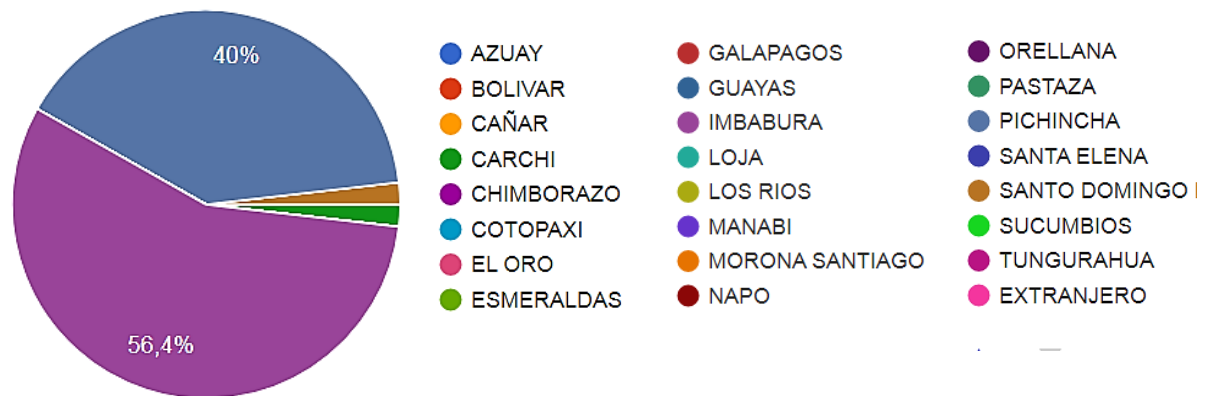 40%
56,4%
AZUAY
BOLIVAR
CAÑAR
CARCHI
CHIMBORAZO
COTOPAXI
EL ORO
ESMERALDAS
GALAPAGOS
GUAYAS
IMBABURA
LOJA
LOS RIOS
MANABI
MORONA SANTIAGO
NAPO
ORELLANA
PASTAZA
PICHINCHA
SANTA ELENA
SANTO DOMINGO
SUCUMBIOS
TUNGURAHUA
EXTRANJERO